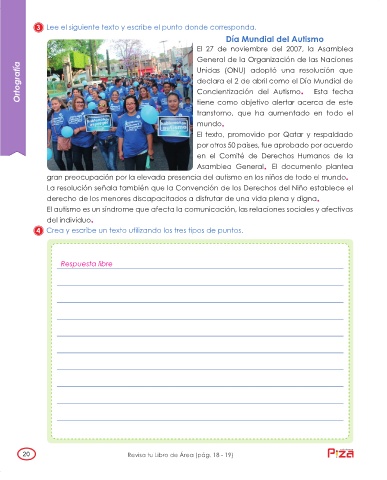 3 Lee el siguiente texto y escribe el punto donde corresponda.
Día Mundial del Autismo
El 27 de noviembre del 2007, la Asamblea
General de la Organización de las Naciones
Unidas (ONU) adoptó una resolución que
declara el 2 de abril como el Día Mundial de
Concientización del Autismo. Esta fecha
tiene como objetivo alertar acerca de este
transtorno, que ha aumentado en todo el
mundo.
El texto, promovido por Qatar y respaldado
por otros 50 países, fue aprobado por acuerdo
en el Comité de Derechos Humanos de la
Asamblea General. El documento plantea
gran preocupación por la elevada presencia del autismo en los niños de todo el mundo.
La resolución señala también que la Convención de los Derechos del Niño establece el
derecho de los menores discapacitados a disfrutar de una vida plena y digna.
El autismo es un síndrome que afecta la comunicación, las relaciones sociales y afectivas
del individuo.
4 Crea y escribe un texto utilizando los tres tipos de puntos.
Respuesta libre
Ortografía
20
Revisa tu Libro de Área (pág. 18 - 19)
Piza